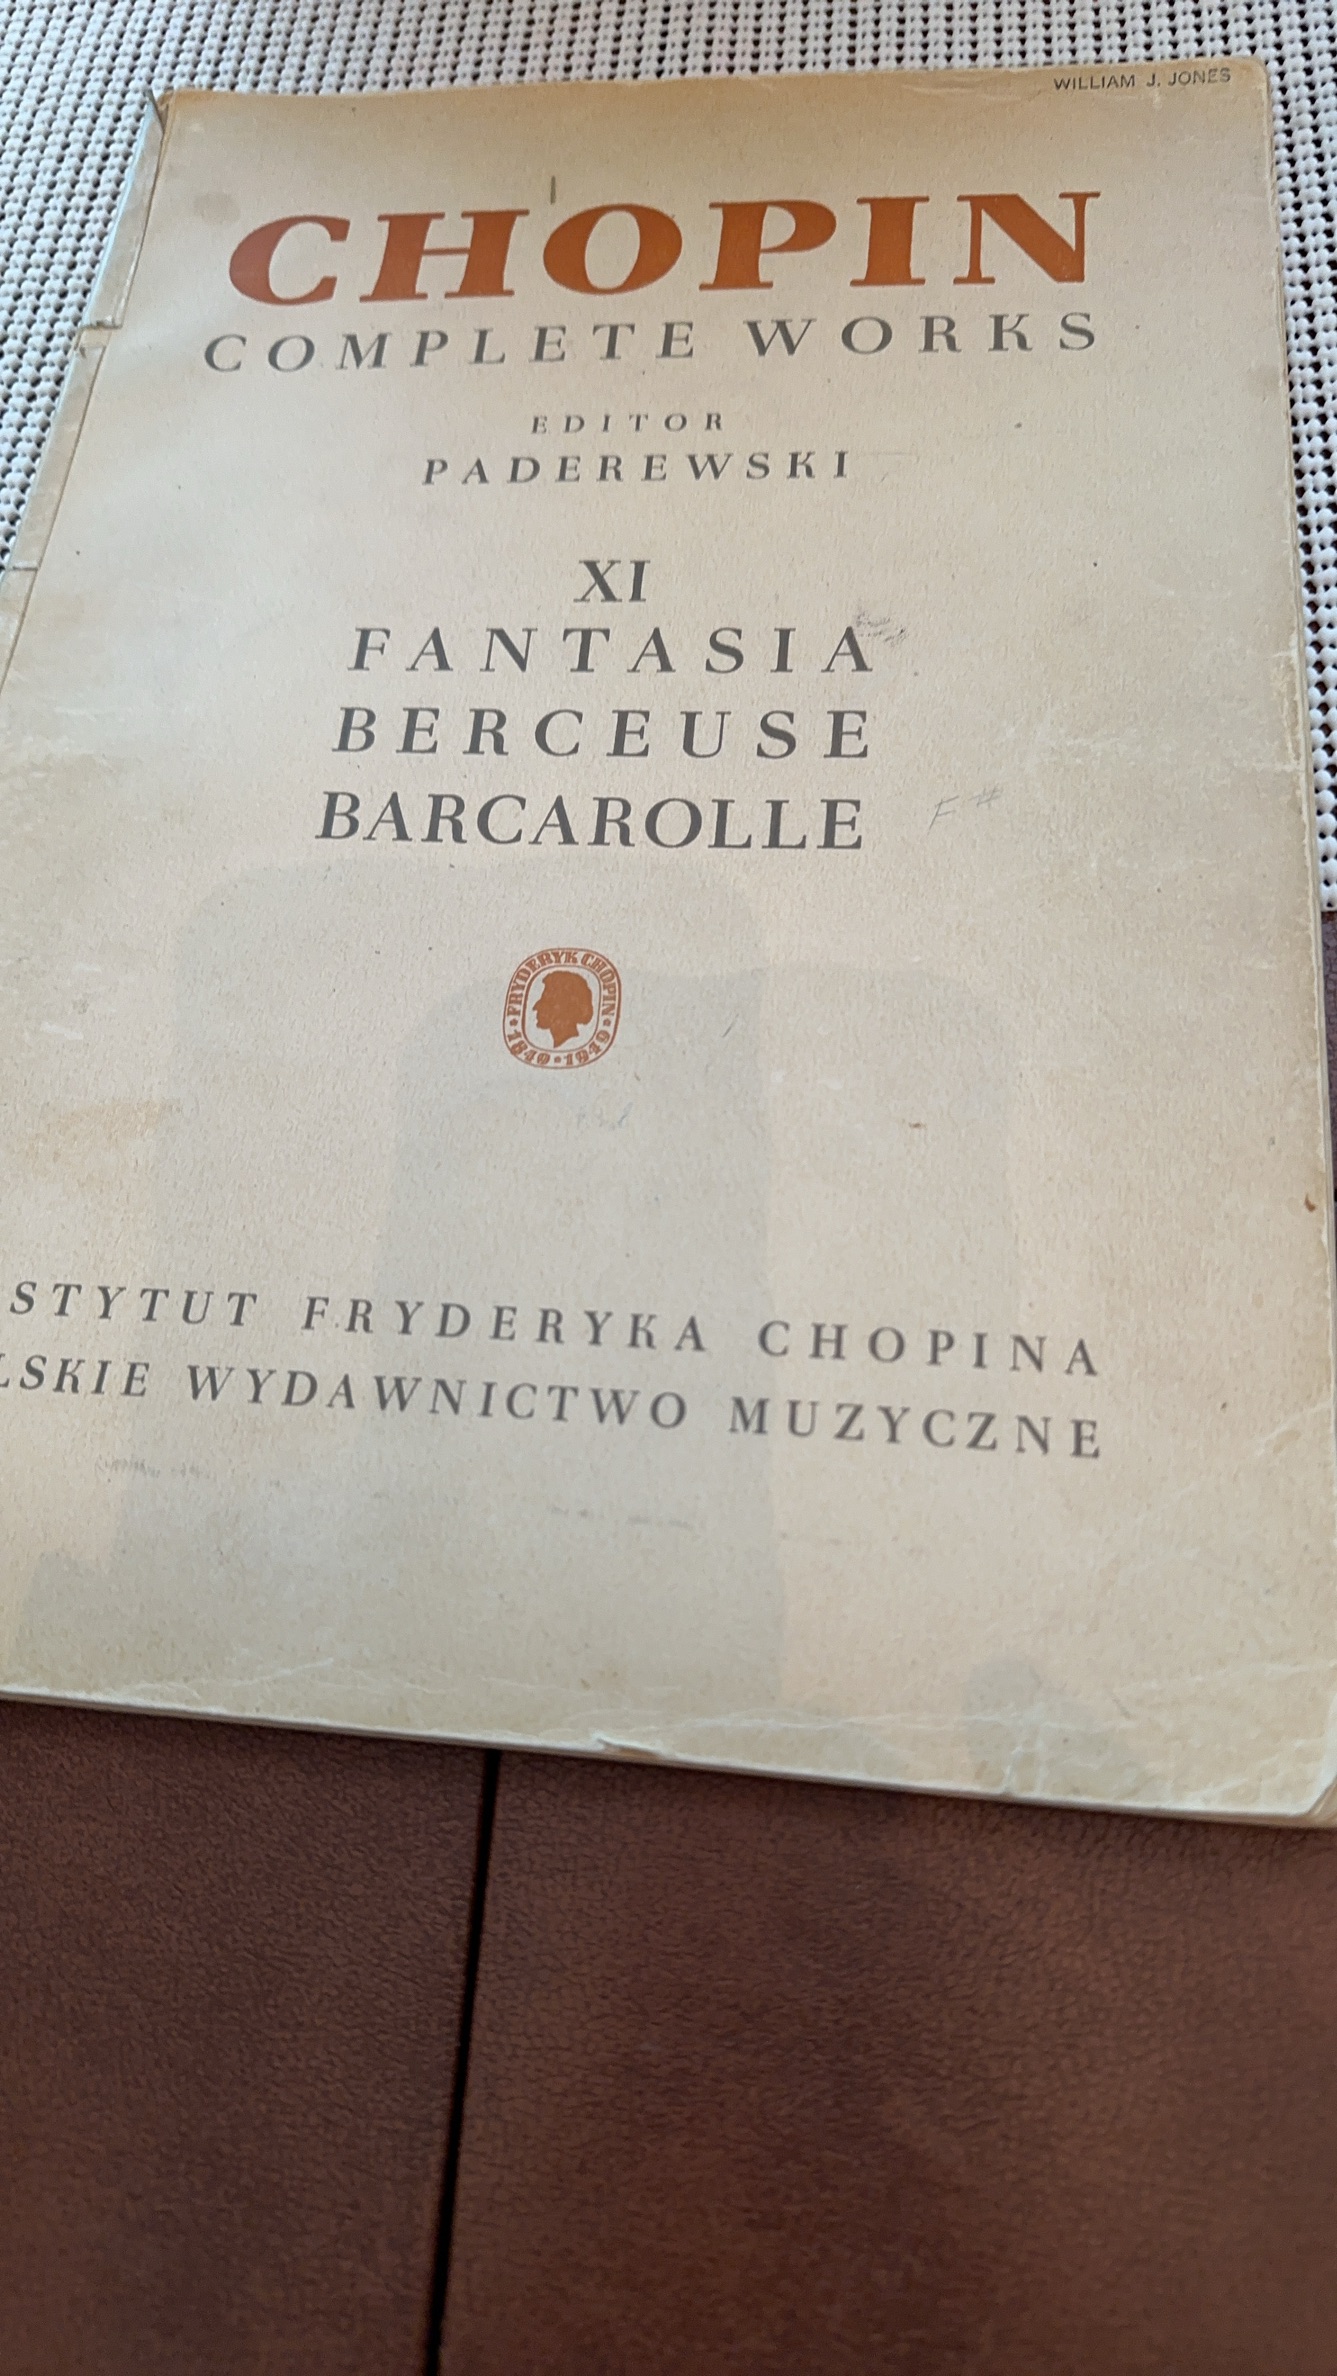 WILLIAM J. JONES
CHOPIN
COMPLETE WORKS
EDITOR
PADEREWSKI
XI
FANTASIA
BERCEUSE
BARCAROLLE F#
FRYDERYK CHOPIN
1849 • 1949
STYTUT FRYDERYKA CHOPINA
LSKIE WYDAWNICTWO MUZYCZNE